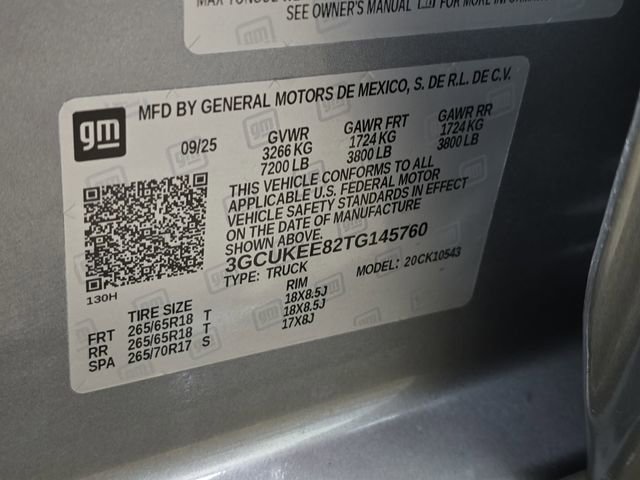 SEE OWNER'S MANUAL FOR MORE INFORMATION
gm
MFD BY GENERAL MOTORS DE MEXICO, S. DE R.L. DE C.V.
09/25
GVWR GAWR FRT GAWR RR
3266 KG 1724 KG 1724 KG
7200 LB 3800 LB 3800 LB
THIS VEHICLE CONFORMS TO ALL
APPLICABLE U.S. FEDERAL MOTOR
VEHICLE SAFETY STANDARDS IN EFFECT
ON THE DATE OF MANUFACTURE
SHOWN ABOVE.
3GCUKEE82TG145760
TYPE: TRUCK MODEL: 20CK10543
130H
TIRE SIZE RIM
FRT 265/65R18 T 18X8.5J
RR 265/65R18 T 18X8.5J
SPA 265/70R17 S 17X8J